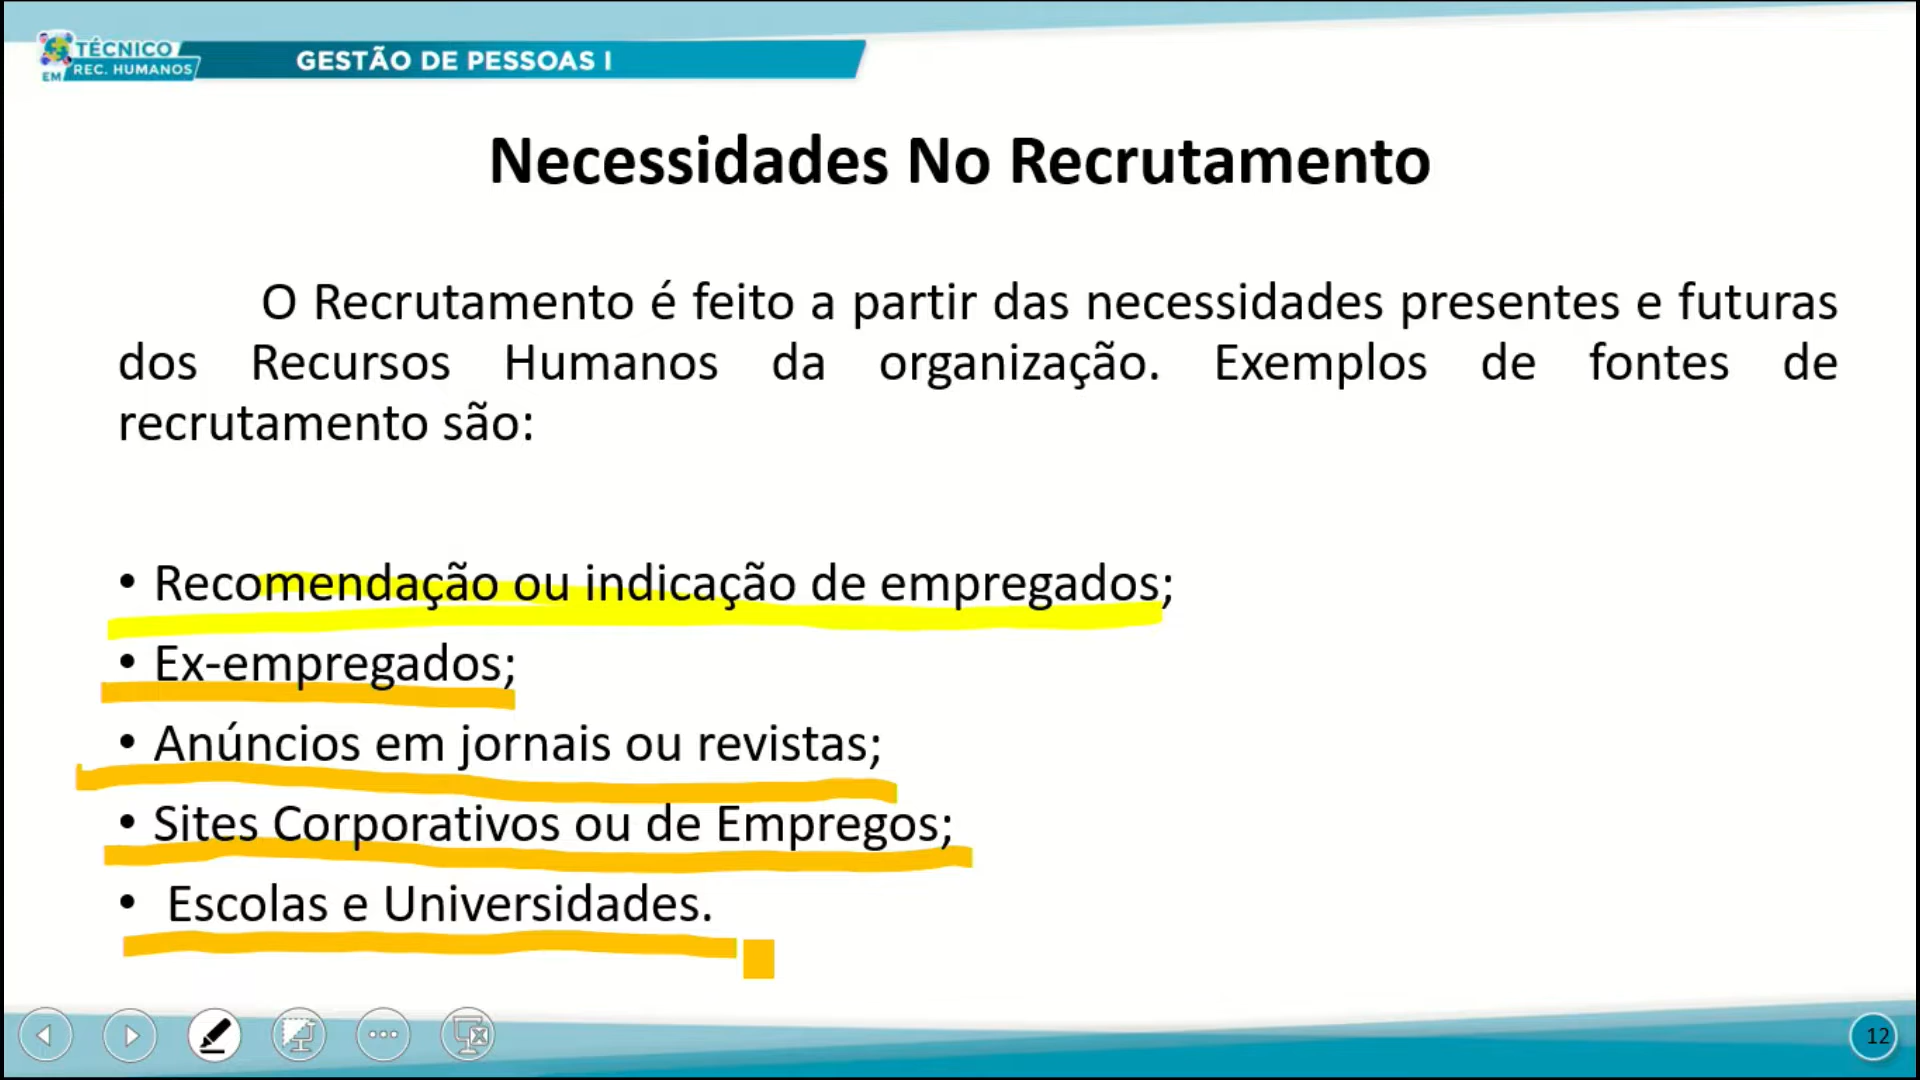 TÉCNICO
EM REC. HUMANOS
GESTÃO DE PESSOAS I
Necessidades No Recrutamento
O Recrutamento é feito a partir das necessidades presentes e futuras
dos Recursos Humanos da organização. Exemplos de fontes de
recrutamento são:
• Recomendação ou indicação de empregados;
• Ex-empregados;
• Anúncios em jornais ou revistas;
• Sites Corporativos ou de Empregos;
• Escolas e Universidades.
12